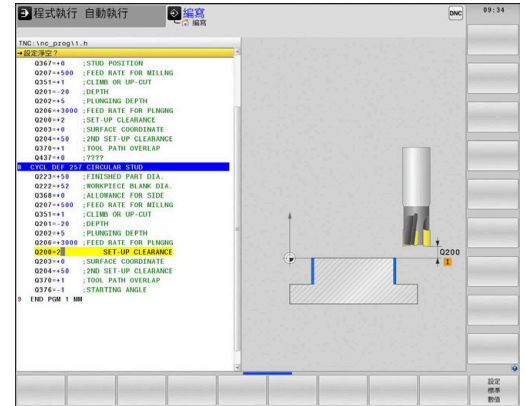 程式執行 自動執行
編寫
編寫
DNC
09:34
TNC:\nc_prog\1.h
→設定淨空？
Q367=+0 ;STUD POSITION
Q207=+500 ;FEED RATE FOR MILLNG
Q351=+1 ;CLIMB OR UP-CUT
Q201=-20 ;DEPTH
Q202=+5 ;PLUNGING DEPTH
Q206=+3000 ;FEED RATE FOR PLNGNG
Q200=+2 ;SET-UP CLEARANCE
Q203=+0 ;SURFACE COORDINATE
Q204=+50 ;2ND SET-UP CLEARANCE
Q370=+1 ;TOOL PATH OVERLAP
Q437=+0 ;????
8 CYCL DEF 257 CIRCULAR STUD
Q223=+50 ;FINISHED PART DIA.
Q222=+52 ;WORKPIECE BLANK DIA.
Q368=+0 ;ALLOWANCE FOR SIDE
Q207=+500 ;FEED RATE FOR MILLNG
Q351=+1 ;CLIMB OR UP-CUT
Q201=-20 ;DEPTH
Q202=+5 ;PLUNGING DEPTH
Q206=+3000 ;FEED RATE FOR PLNGNG
Q200=2 SET-UP CLEARANCE
Q203=+0 ;SURFACE COORDINATE
Q204=+50 ;2ND SET-UP CLEARANCE
Q370=+1 ;TOOL PATH OVERLAP
Q376=-1 ;STARTING ANGLE
9 END PGM 1 MM
Q200
I
設定
標準
數值